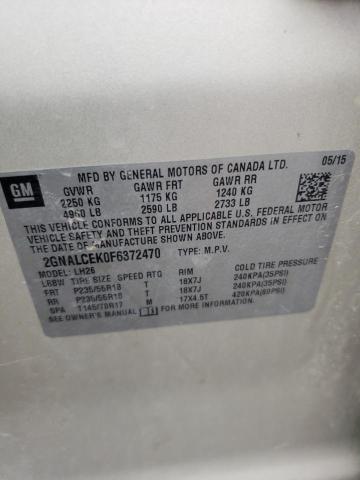 GM
MFD BY GENERAL MOTORS OF CANADA LTD.
05/15
GVWR GAWR FRT GAWR RR
2250 KG 1175 KG 1240 KG
4960 LB 2590 LB 2733 LB
THIS VEHICLE CONFORMS TO ALL APPLICABLE U.S. FEDERAL MOTOR
VEHICLE SAFETY STANDARDS IN EFFECT ON THE
DATE OF MANUFACTURE SHOWN ABOVE.
2GNALCEK0F6372470 TYPE: M.P.V.
MODEL: LH26
LRBW TIRE SIZE SPEED RTG RIM COLD TIRE PRESSURE
FRT P235/55R18 T 18X7J 240KPA(35PSI)
RR P235/55R18 T 18X7J 240KPA(35PSI)
SPA T145/70R17 M 17X4.5T 420KPA(60PSI)
SEE OWNER'S MANUAL FOR MORE INFORMATION.